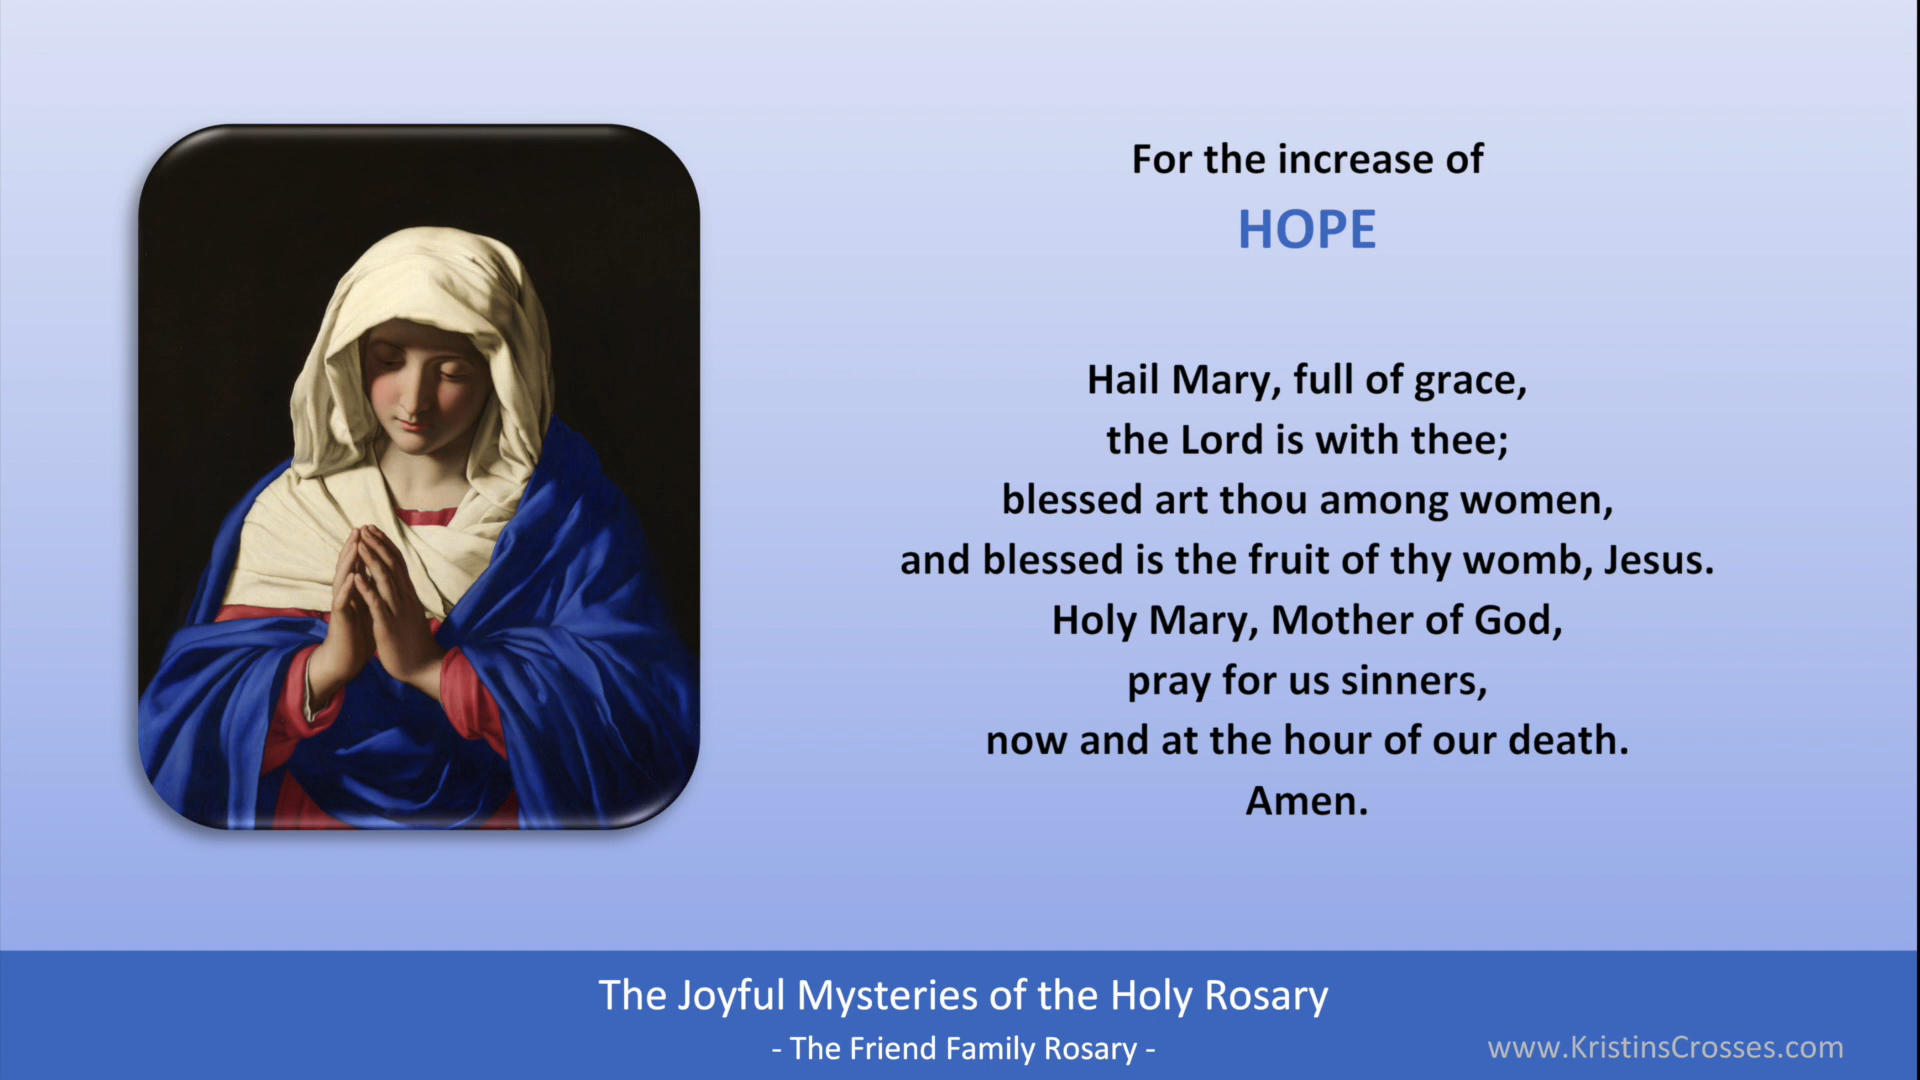 For the increase of
HOPE
Hail Mary, full of grace,
the Lord is with thee;
blessed art thou among women,
and blessed is the fruit of thy womb, Jesus.
Holy Mary, Mother of God,
pray for us sinners,
now and at the hour of our death.
Amen.
The Joyful Mysteries of the Holy Rosary
- The Friend Family Rosary -
www.KristinsCrosses.com